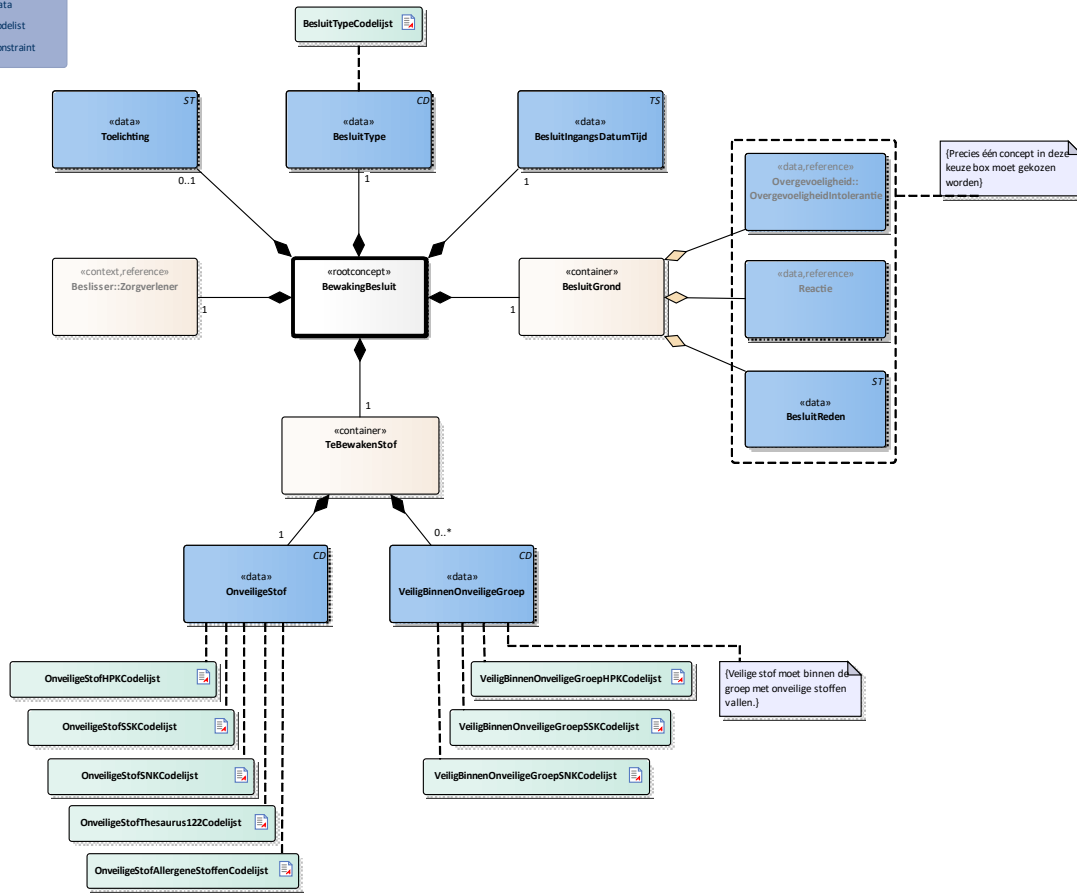 BesluitTypeCodelijst
ST
«data»
Toelichting
0..1
CD
«data»
BesluitType
1
TS
«data»
BesluitIngangsDatumTijd
1
«data,reference»
Overgevoeligheid::
OvergevoeligheidIntolerantie
{Precies één concept in deze
keuze box moet gekozen
worden}
«context,reference»
Beslisser::Zorgverlener
1
«rootconcept»
BewakingBesluit
1
«container»
BesluitGrond
«data,reference»
Reactie
ST
«data»
BesluitReden
1
«container»
TeBewakenStof
1
0..*
CD
«data»
OnveiligeStof
CD
«data»
VeiligBinnenOnveiligeGroep
OnveiligeStofHPKCodelijst
OnveiligeStofSSKCodelijst
OnveiligeStofSNKCodelijst
OnveiligeStofThesaurus122Codelijst
OnveiligeStofAllergeneStoffenCodelijst
VeiligBinnenOnveiligeGroepHPKCodelijst
VeiligBinnenOnveiligeGroepSSKCodelijst
VeiligBinnenOnveiligeGroepSNKCodelijst
{Veilige stof moet binnen de
groep met onveilige stoffen
vallen.}